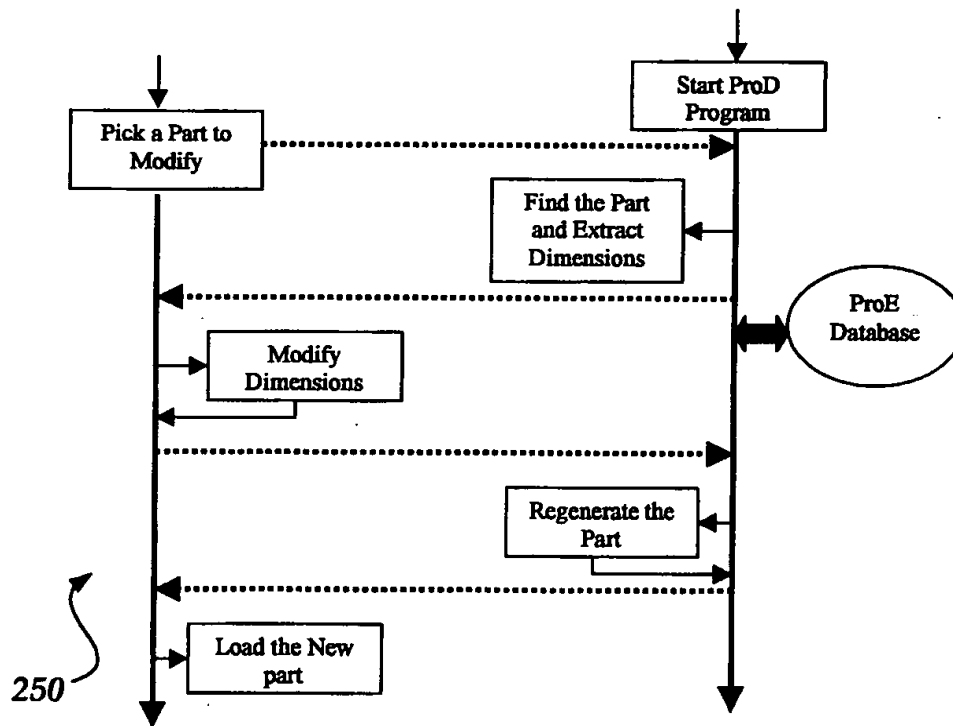 Start ProD
Program
Pick a Part to
Modify
Find the Part
and Extract
Dimensions
ProE
Database
Modify
Dimensions
Regenerate the
Part
Load the New
part
250